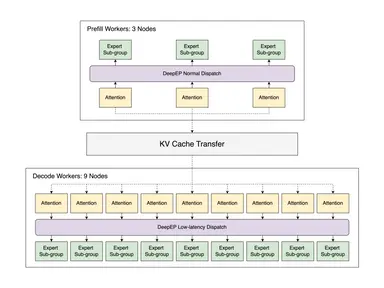 Prefill Workers: 3 Nodes
Expert
Sub-group
Expert
Sub-group
Expert
Sub-group
DeepEP Normal Dispatch
Attention
Attention
Attention
KV Cache Transfer
Decode Workers: 9 Nodes
Attention
Attention
Attention
Attention
Attention
Attention
Attention
Attention
Attention
DeepEP Low-latency Dispatch
Expert
Sub-group
Expert
Sub-group
Expert
Sub-group
Expert
Sub-group
Expert
Sub-group
Expert
Sub-group
Expert
Sub-group
Expert
Sub-group
Expert
Sub-group